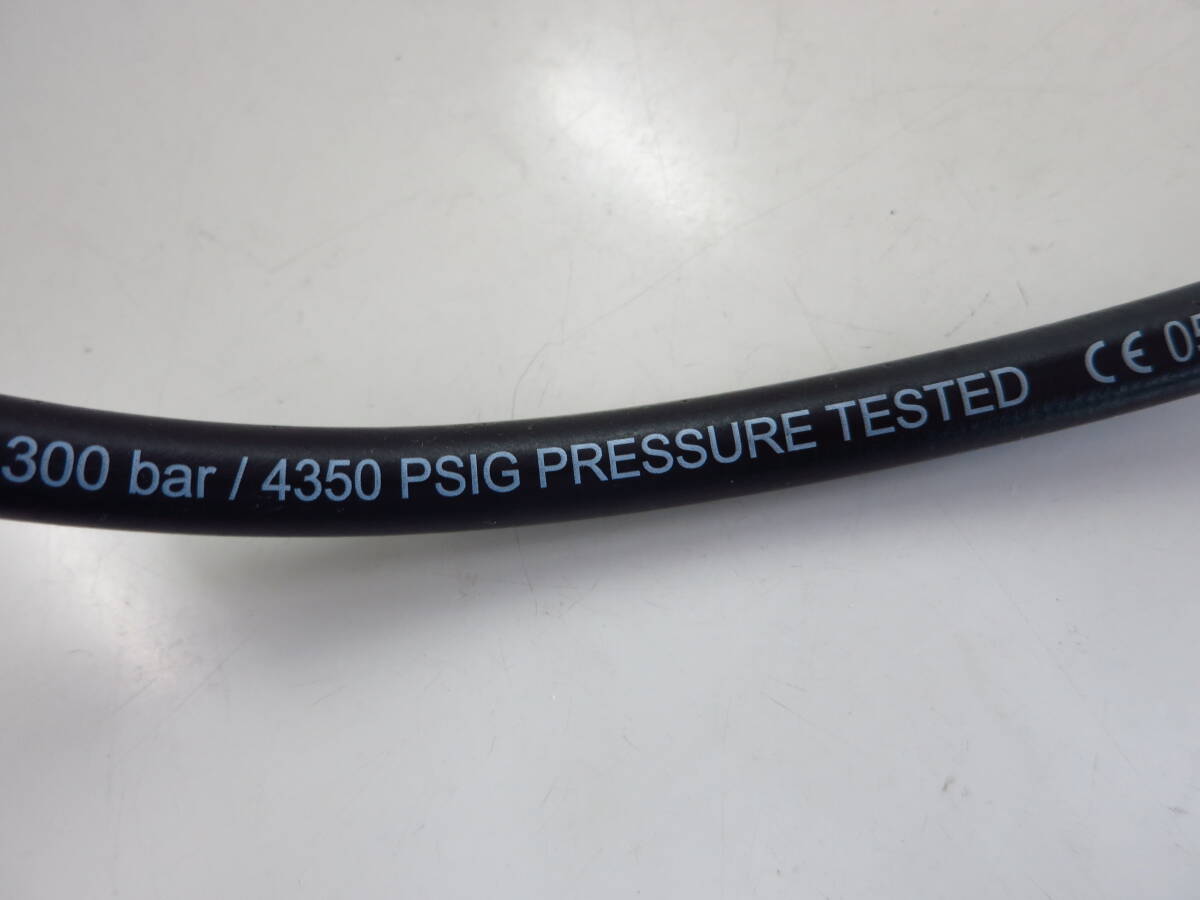 300 bar / 4350 PSIG PRESSURE TESTED CE 05